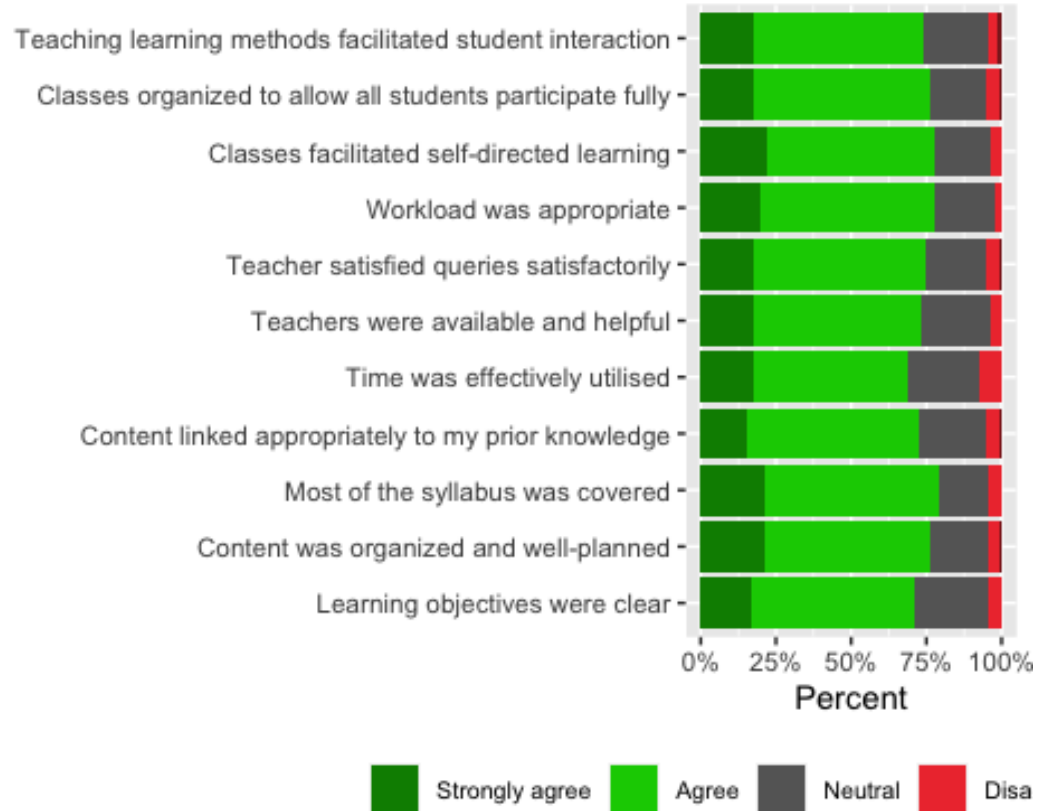 Teaching learning methods facilitated student interaction
Classes organized to allow all students participate fully
Classes facilitated self-directed learning
Workload was appropriate
Teacher satisfied queries satisfactorily
Teachers were available and helpful
Time was effectively utilised
Content linked appropriately to my prior knowledge
Most of the syllabus was covered
Content was organized and well-planned
Learning objectives were clear
0% 25% 50% 75% 100%
Percent
Strongly agree Agree Neutral Disa